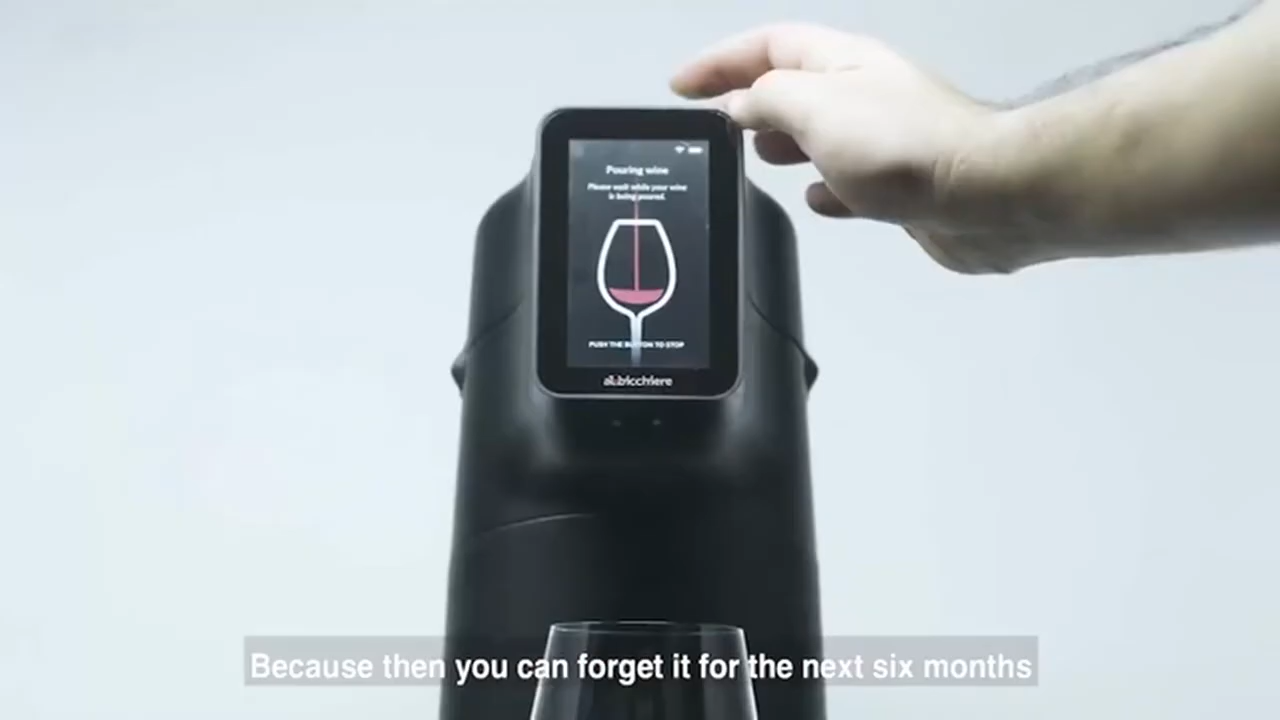 Pouring wine
Please wait while your wine
is being poured.
PUSH THE BUTTON TO STOP
albicchiere
Because then you can forget it for the next six months